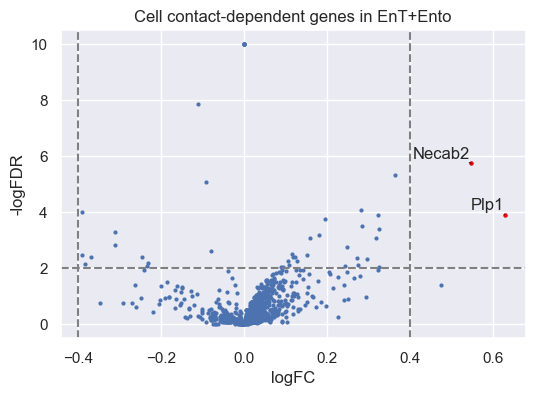 Cell contact-dependent genes in EnT+Ento
10
8
6
4
2
0
-logFDR
Necab2
Plp1
−0.4 −0.2 0.0 0.2 0.4 0.6
logFC